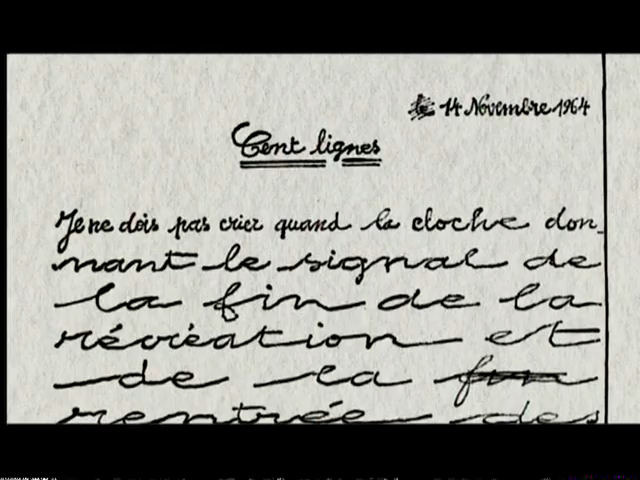 14 Novembre 1964
Cent lignes
Je ne dois pas crier quand la cloche don-
nant le signal de
la fin de la
récréation et
de la fin
rentrée des